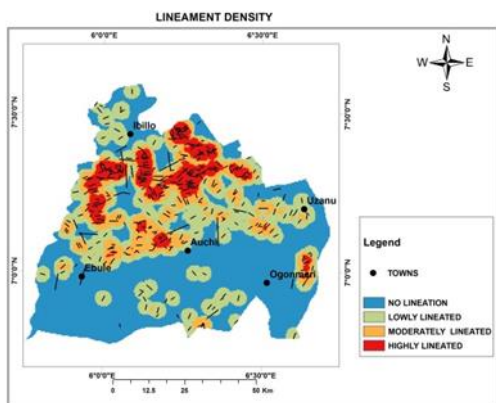 LINEAMENT DENSITY
6°0'0"E 6°30'0"E
N
W E
S
7°30'0"N 7°30'0"N
Ibillo
Uzanu
Auchi
Ebule
Ogonmeri
7°0'0"N 7°0'0"N
Legend
TOWNS
NO LINEATION
LOWLY LINEATED
MODERATELY LINEATED
HIGHLY LINEATED
6°0'0"E 6°30'0"E
0 12.5 25 50 Km